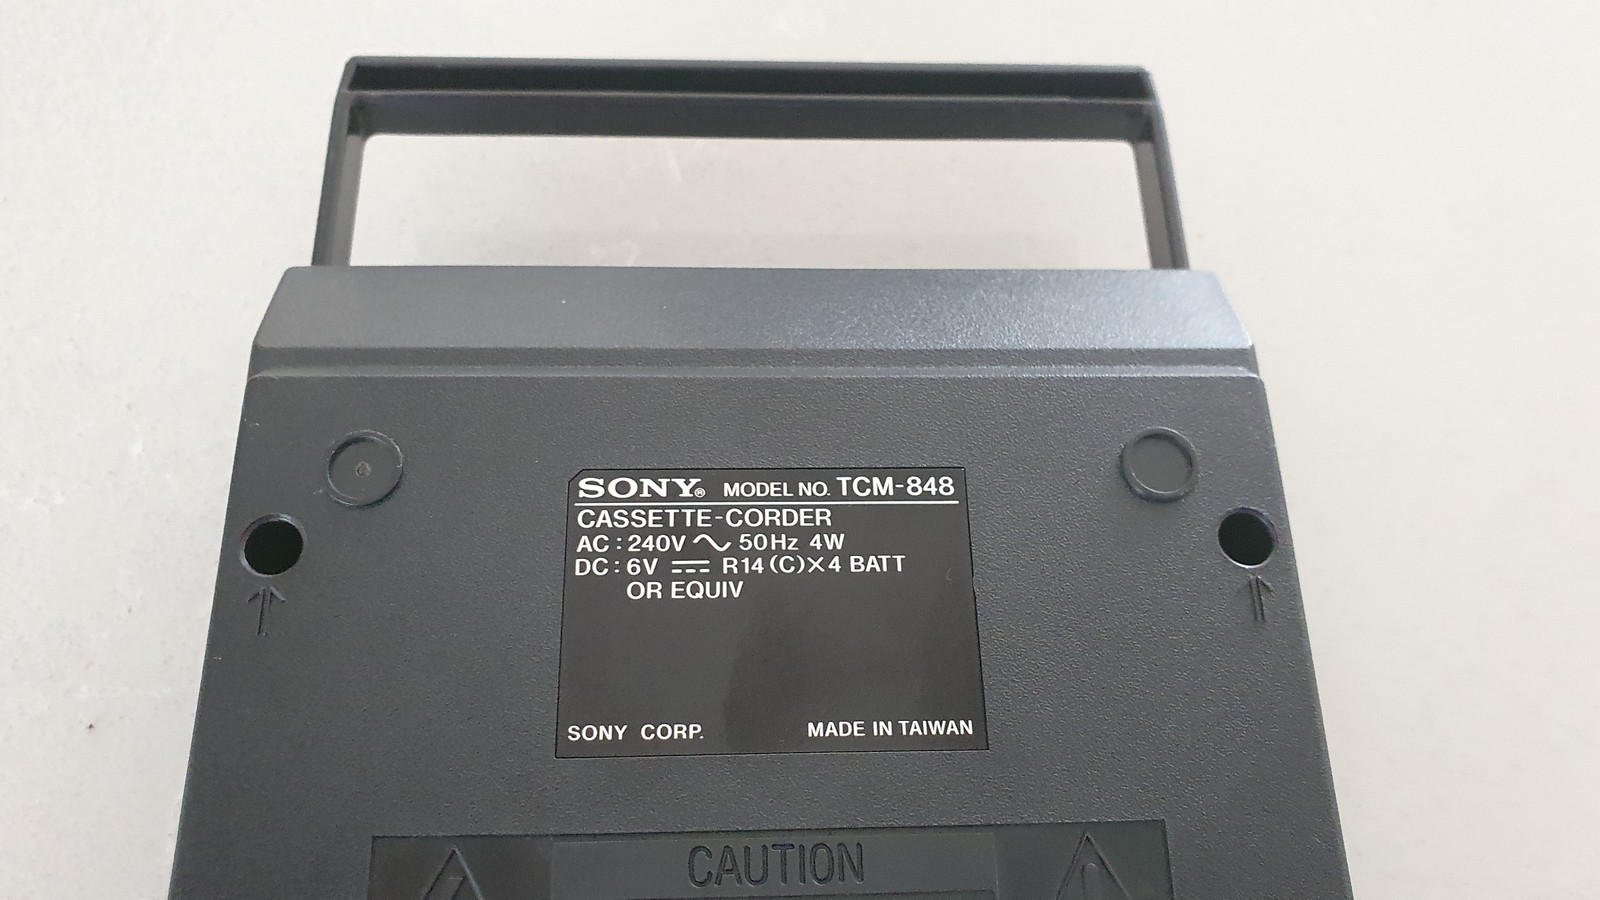 SONY® MODEL NO. TCM-848
CASSETTE-CORDER
AC: 240V ∿ 50Hz 4W
DC: 6V ⎓ R14 (C)×4 BATT
OR EQUIV
SONY CORP. MADE IN TAIWAN
CAUTION